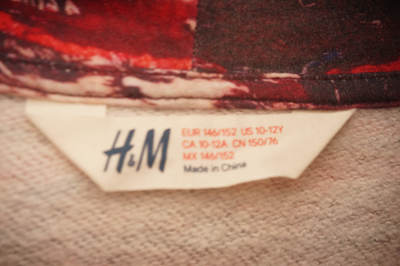 H&M
EUR 146/152 US 10-12Y
CA 10-12A CN 150/76
MX 146/152
Made in China